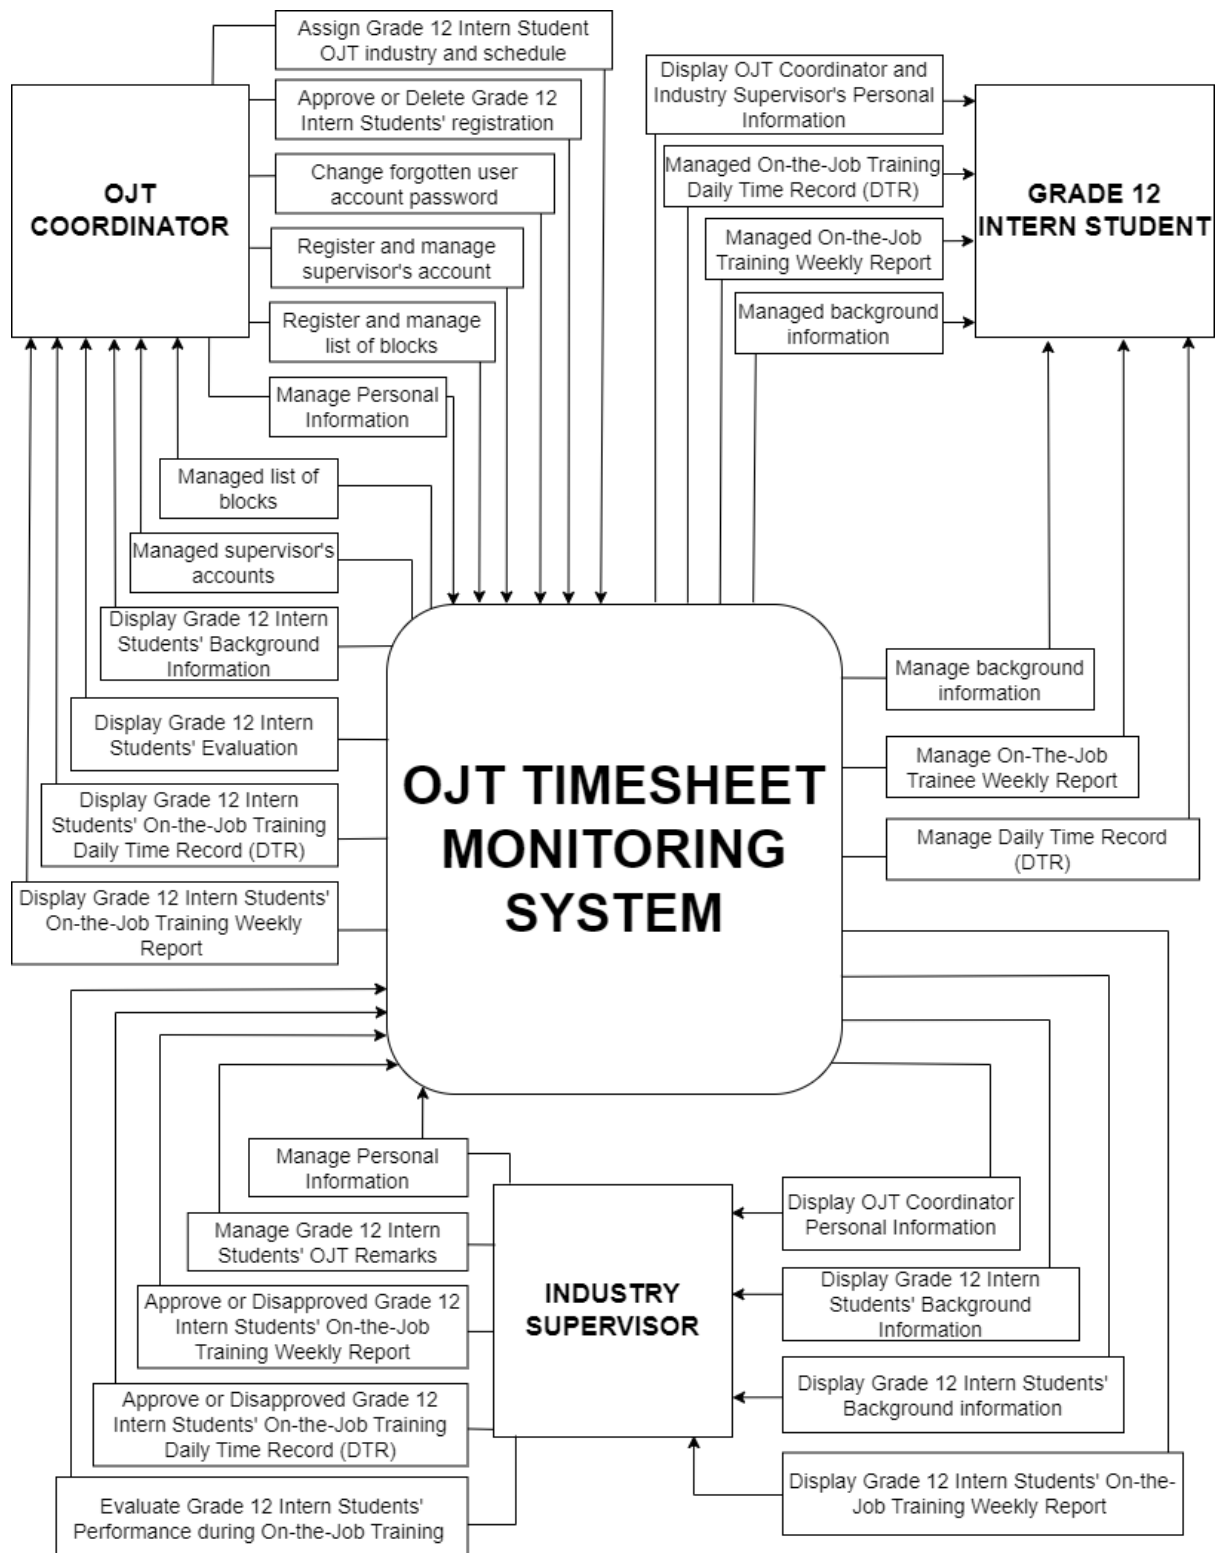 Assign Grade 12 Intern Student
OJT industry and schedule
Approve or Delete Grade 12
Intern Students' registration
Change forgotten user
account password
Register and manage
supervisor's account
Register and manage
list of blocks
Manage Personal
Information
OJT
COORDINATOR
Display OJT Coordinator and
Industry Supervisor's Personal
Information
Managed On-the-Job Training
Daily Time Record (DTR)
Managed On-the-Job
Training Weekly Report
Managed background
information
GRADE 12
INTERN STUDENT
Managed list of
blocks
Managed supervisor's
accounts
Display Grade 12 Intern
Students' Background
Information
Display Grade 12 Intern
Students' Evaluation
Display Grade 12 Intern
Students' On-the-Job Training
Daily Time Record (DTR)
Display Grade 12 Intern Students'
On-the-Job Training Weekly
Report
OJT TIMESHEET
MONITORING
SYSTEM
Manage background
information
Manage On-The-Job
Trainee Weekly Report
Manage Daily Time Record
(DTR)
Manage Personal
Information
Manage Grade 12 Intern
Students' OJT Remarks
Approve or Disapproved Grade 12
Intern Students' On-the-Job
Training Weekly Report
Approve or Disapproved Grade 12
Intern Students' On-the-Job Training
Daily Time Record (DTR)
Evaluate Grade 12 Intern Students'
Performance during On-the-Job Training
INDUSTRY
SUPERVISOR
Display OJT Coordinator
Personal Information
Display Grade 12 Intern
Students' Background
Information
Display Grade 12 Intern Students'
Background information
Display Grade 12 Intern Students' On-the-
Job Training Weekly Report